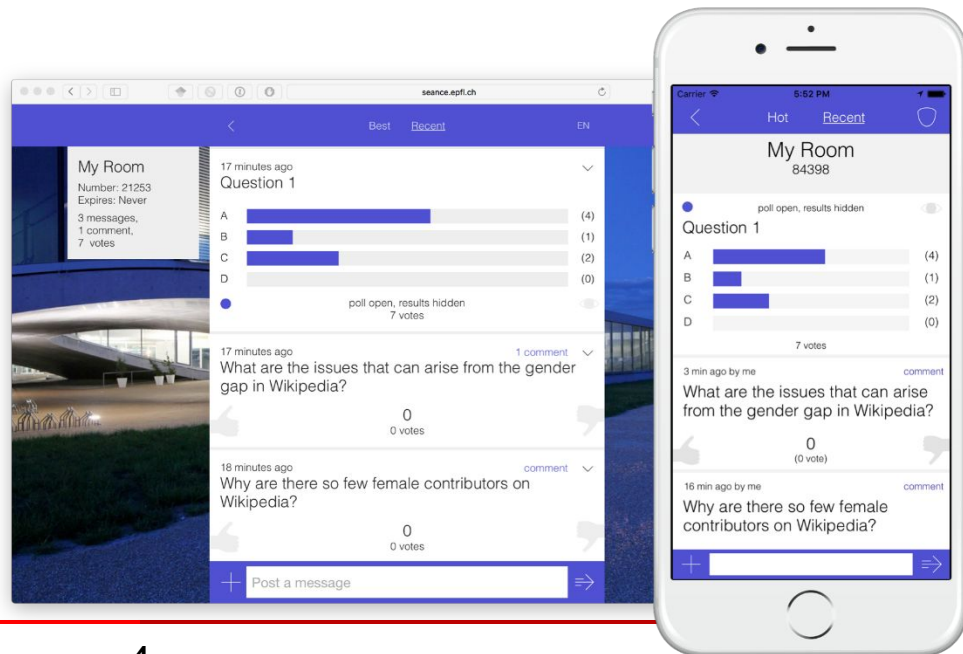 seance.epfl.ch
Best Recent EN
My Room
Number: 21253
Expires: Never
3 messages,
1 comment,
7 votes
17 minutes ago
Question 1
A (4)
B (1)
C (2)
D (0)
poll open, results hidden
7 votes
17 minutes ago 1 comment
What are the issues that can arise from the gender
gap in Wikipedia?
0
0 votes
18 minutes ago comment
Why are there so few female contributors on
Wikipedia?
0
0 votes
Post a message
Carrier 5:52 PM
Hot Recent
My Room
84398
poll open, results hidden
Question 1
A (4)
B (1)
C (2)
D (0)
7 votes
3 min ago by me comment
What are the issues that can arise
from the gender gap in Wikipedia?
0
(0 vote)
16 min ago by me comment
Why are there so few female
contributors on Wikipedia?